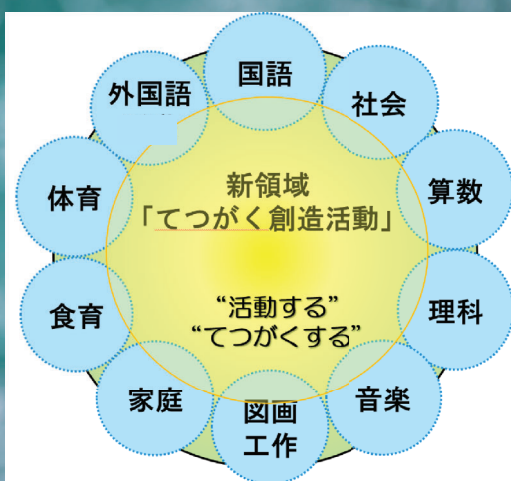 国語
社会
算数
理科
音楽
図画
工作
家庭
食育
体育
外国語
新領域
「てつがく創造活動」
“活動する”
“てつがくする”